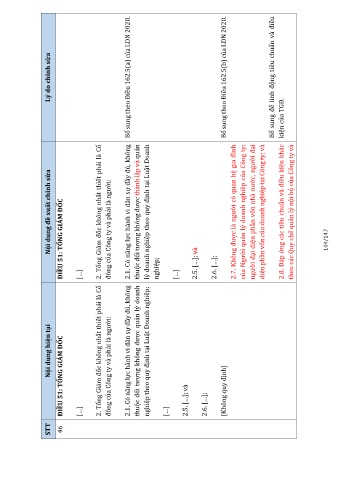 STT
Nội dung hiện tại
Nội dung đề xuất chỉnh sửa
Lý do chỉnh sửa
46
ĐIỀU 51: TỔNG GIÁM ĐỐC
[...]
2. Tổng Giám đốc không nhất thiết phải là Cổ
đông của Công ty và phải là người:
2.1. Có năng lực hành vi dân sự đầy đủ, không
thuộc đối tượng không được quản lý doanh
nghiệp theo quy định tại Luật Doanh nghiệp;
[...]
2.5. [...]; và
2.6. [...];
[Không quy định]
ĐIỀU 51: TỔNG GIÁM ĐỐC
[...]
2. Tổng Giám đốc không nhất thiết phải là Cổ
đông của Công ty và phải là người:
2.1. Có năng lực hành vi dân sự đầy đủ, không
thuộc đối tượng không được thành lập và quản
lý doanh nghiệp theo quy định tại Luật Doanh
nghiệp;
[...]
2.5. [...]; và
2.6. [...];
2.7. Không được là người có quan hệ gia đình
của Người quản lý doanh nghiệp của Công ty;
người đại diện phần vốn nhà nước, người đại
diện phần vốn của doanh nghiệp tại Công ty; và
2.8. Đáp ứng các tiêu chuẩn và điều kiện khác
theo các Quy chế quản lý nội bộ của Công ty và
Bổ sung theo Điều 162.5(a) của LDN 2020.
Bổ sung theo Điều 162.5(b) của LDN 2020.
Bổ sung để linh động tiêu chuẩn và điều
kiện của TGĐ.
114/147